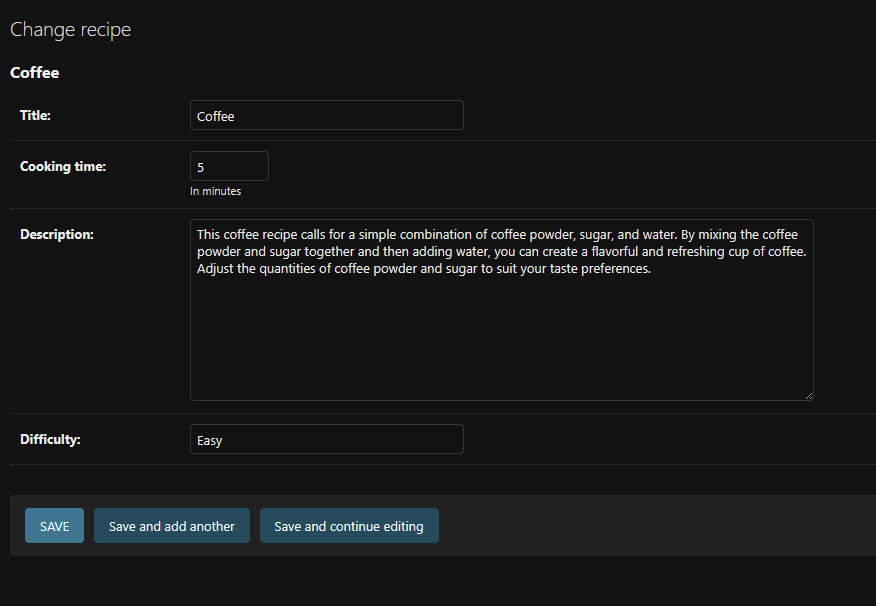 Change recipe
Coffee
Title:
Coffee
Cooking time:
5
In minutes
Description:
This coffee recipe calls for a simple combination of coffee powder, sugar, and water. By mixing the coffee
powder and sugar together and then adding water, you can create a flavorful and refreshing cup of coffee.
Adjust the quantities of coffee powder and sugar to suit your taste preferences.
Difficulty:
Easy
SAVE
Save and add another
Save and continue editing